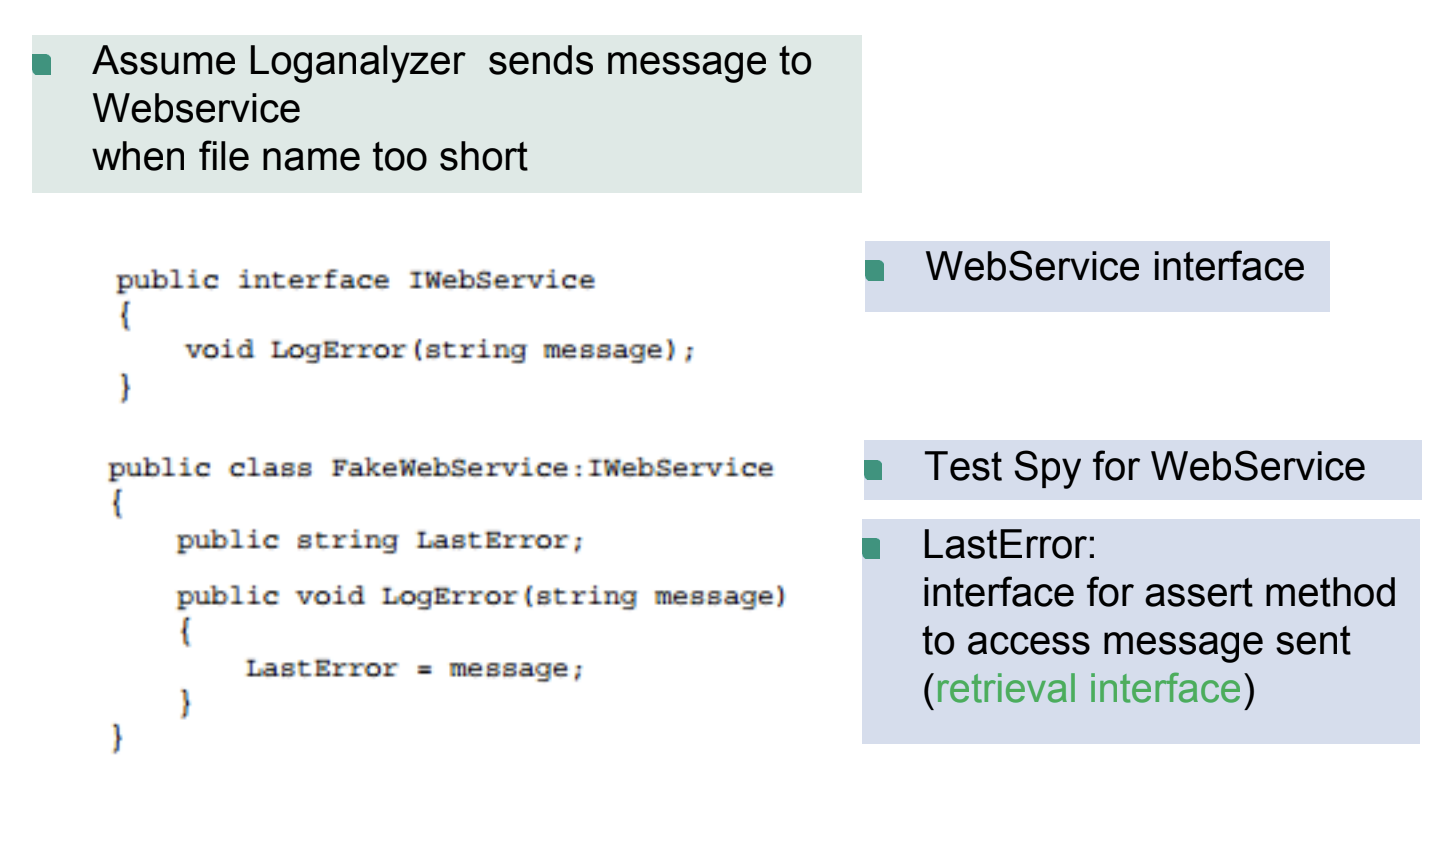 Assume Loganalyzer  sends message to
Webservice
when file name too short
public interface IWebService
{
    void LogError(string message);
}
WebService interface
public class FakeWebService:IWebService
{
    public string LastError;
    public void LogError(string message)
    {
        LastError = message;
    }
}
Test Spy for WebService
LastError:
interface for assert method
to access message sent
(retrieval interface)